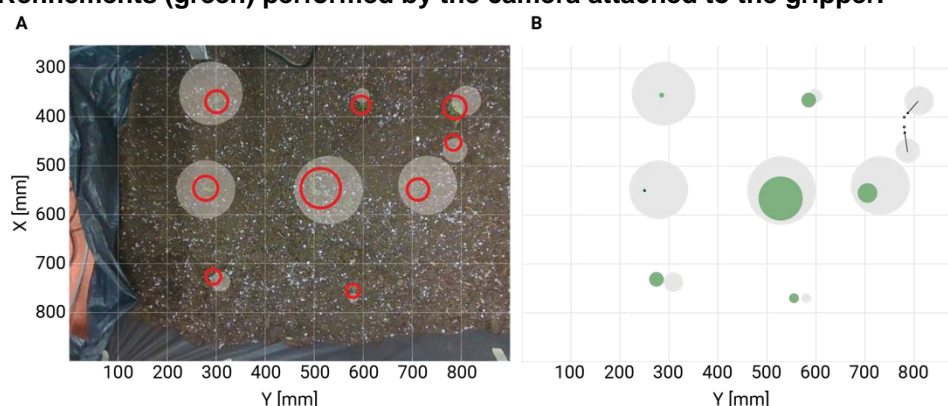 Refinements (green) performed by the camera attached to the gripper.
A
B
300
400
500
600
700
800
X [mm]
100 200 300 400 500 600 700 800
Y [mm]
100 200 300 400 500 600 700 800
Y [mm]